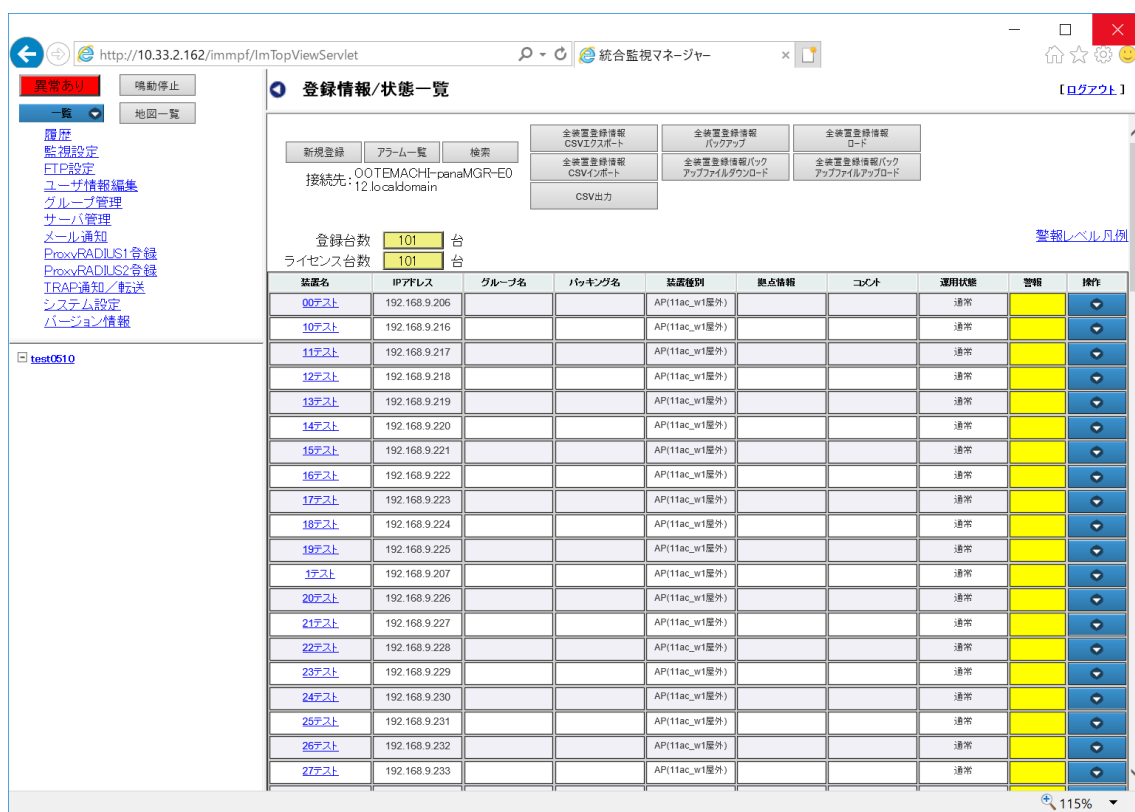 http://10.33.2.162/immpf/ImTopViewServlet
統合監視マネージャー
異常あり 鳴動停止
一覧 地図一覧
履歴
監視設定
FTP設定
ユーザ情報編集
グループ管理
サーバ管理
メール通知
ProxyRADIUS1登録
ProxyRADIUS2登録
TRAP通知/転送
システム設定
バージョン情報
test0510
登録情報/状態一覧
[ログアウト]
新規登録 アラーム一覧 検索
接続先:OOTEMACHI-panaMGR-E0
12.localdomain
全装置登録情報
CSVエクスポート
全装置登録情報
バックアップ
全装置登録情報
ロード
全装置登録情報
CSVインポート
全装置登録情報バック
アップファイルダウンロード
全装置登録情報バック
アップファイルアップロード
CSV出力
登録台数 101 台
ライセンス台数 101 台
警報レベル凡例
装置名 IPアドレス グループ名 パッキング名 装置種別 拠点情報 コメント 運用状態 警報 操作
00テスト 192.168.9.206 AP(11ac_w1屋外) 通常
10テスト 192.168.9.216 AP(11ac_w1屋外) 通常
11テスト 192.168.9.217 AP(11ac_w1屋外) 通常
12テスト 192.168.9.218 AP(11ac_w1屋外) 通常
13テスト 192.168.9.219 AP(11ac_w1屋外) 通常
14テスト 192.168.9.220 AP(11ac_w1屋外) 通常
15テスト 192.168.9.221 AP(11ac_w1屋外) 通常
16テスト 192.168.9.222 AP(11ac_w1屋外) 通常
17テスト 192.168.9.223 AP(11ac_w1屋外) 通常
18テスト 192.168.9.224 AP(11ac_w1屋外) 通常
19テスト 192.168.9.225 AP(11ac_w1屋外) 通常
1テスト 192.168.9.207 AP(11ac_w1屋外) 通常
20テスト 192.168.9.226 AP(11ac_w1屋外) 通常
21テスト 192.168.9.227 AP(11ac_w1屋外) 通常
22テスト 192.168.9.228 AP(11ac_w1屋外) 通常
23テスト 192.168.9.229 AP(11ac_w1屋外) 通常
24テスト 192.168.9.230 AP(11ac_w1屋外) 通常
25テスト 192.168.9.231 AP(11ac_w1屋外) 通常
26テスト 192.168.9.232 AP(11ac_w1屋外) 通常
27テスト 192.168.9.233 AP(11ac_w1屋外) 通常
115%